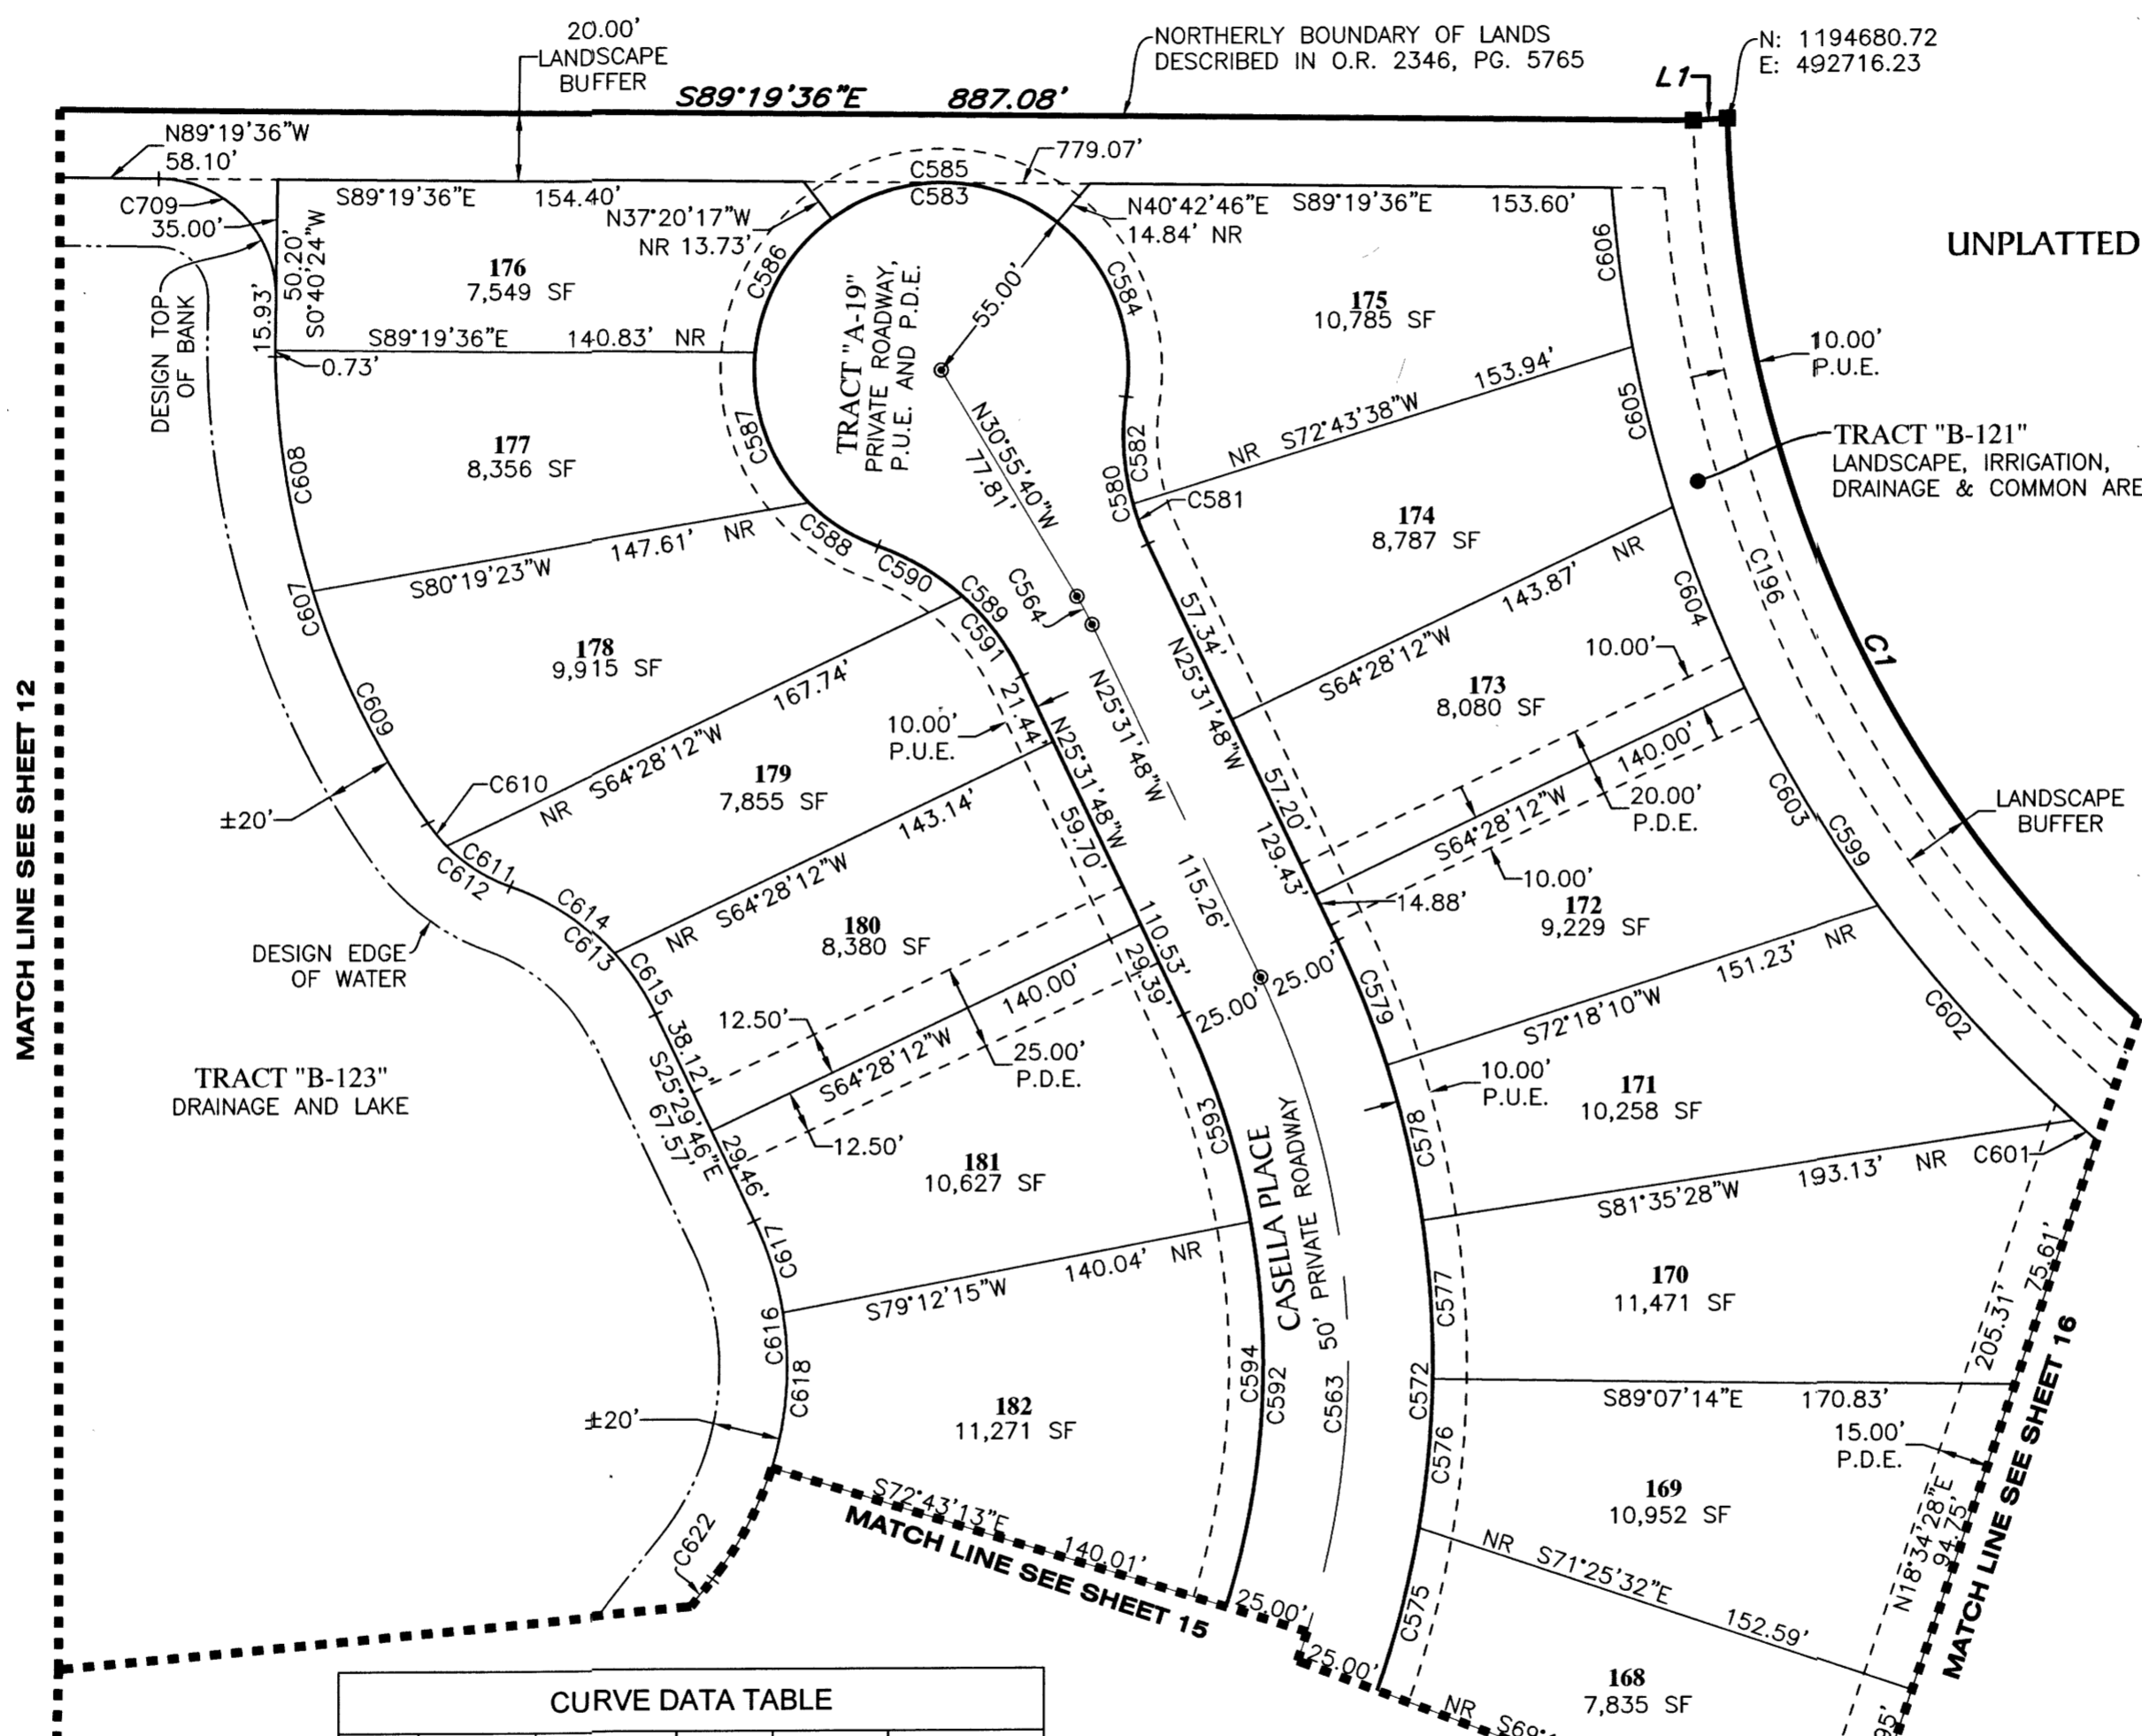 20.00'
LANDSCAPE
BUFFER
NORTHERLY BOUNDARY OF LANDS
DESCRIBED IN O.R. 2346, PG. 5765
N: 1194680.72
E: 492716.23
L1
S89°19'36"E 887.08'
N89°19'36"W
58.10'
C709
35.00'
S89°19'36"E 154.40'
C585
C583
779.07'
N37°20'17"W
NR 13.73'
N40°42'46"E
14.84' NR
S89°19'36"E 153.60'
UNPLATTED
DESIGN TOP
OF BANK
15.93'
50.20'
S0°40'24"W
176
7,549 SF
C586
TRACT "A-19"
PRIVATE ROADWAY,
P.U.E. AND P.D.E.
55.00'
C584
175
10,785 SF
C606
10.00'
P.U.E.
S89°19'36"E 140.83' NR
0.73'
177
8,356 SF
C608
C587
N30°55'40"W
77.81'
C582
C580
C581
NR S72°43'38"W 153.94'
C605
TRACT "B-121"
LANDSCAPE, IRRIGATION,
DRAINAGE & COMMON ARE
S80°19'23"W 147.61' NR
C588
C590
C589
C591
C564
174
8,787 SF
C604
C196
C1
C607
178
9,915 SF
C609
57.34'
N25°31'48"W
S64°28'12"W 143.87' NR
10.00'
173
8,080 SF
MATCH LINE SEE SHEET 12
NR S64°28'12"W 167.74'
21.44'
10.00'
P.U.E.
N25°31'48"W
N25°31'48"W
57.20'
129.43'
S64°28'12"W 140.00'
20.00'
P.D.E.
C603
C599
LANDSCAPE
BUFFER
±20'
C610
179
7,855 SF
59.70'
115.26'
10.00'
14.88'
172
9,229 SF
C611
C612
C614
C613
NR S64°28'12"W 143.14'
180
8,380 SF
110.53'
29.39'
25.00'
25.00'
C579
S72°18'10"W 151.23' NR
C602
DESIGN EDGE
OF WATER
C615
38.12'
12.50'
S64°28'12"W 140.00'
25.00'
P.D.E.
12.50'
10.00'
P.U.E.
171
10,258 SF
TRACT "B-123"
DRAINAGE AND LAKE
S25°29'46"E
67.57'
29.46'
181
10,627 SF
C593
CASELLA PLACE
50' PRIVATE ROADWAY
C578
C601
S81°35'28"W 193.13' NR
C617
S79°12'15"W 140.04' NR
C577
170
11,471 SF
205.31'
75.61'
MATCH LINE SEE SHEET 16
C616
C618
C594
C592
C563
C572
S89°07'14"E 170.83'
15.00'
P.D.E.
±20'
182
11,271 SF
C576
169
10,952 SF
N18°34'28"E
94.75'
S72°43'13"E 140.01'
MATCH LINE SEE SHEET 15
C622
25.00'
25.00'
C575
NR S71°25'32"E 152.59'
168
7,835 SF
NR
CURVE DATA TABLE